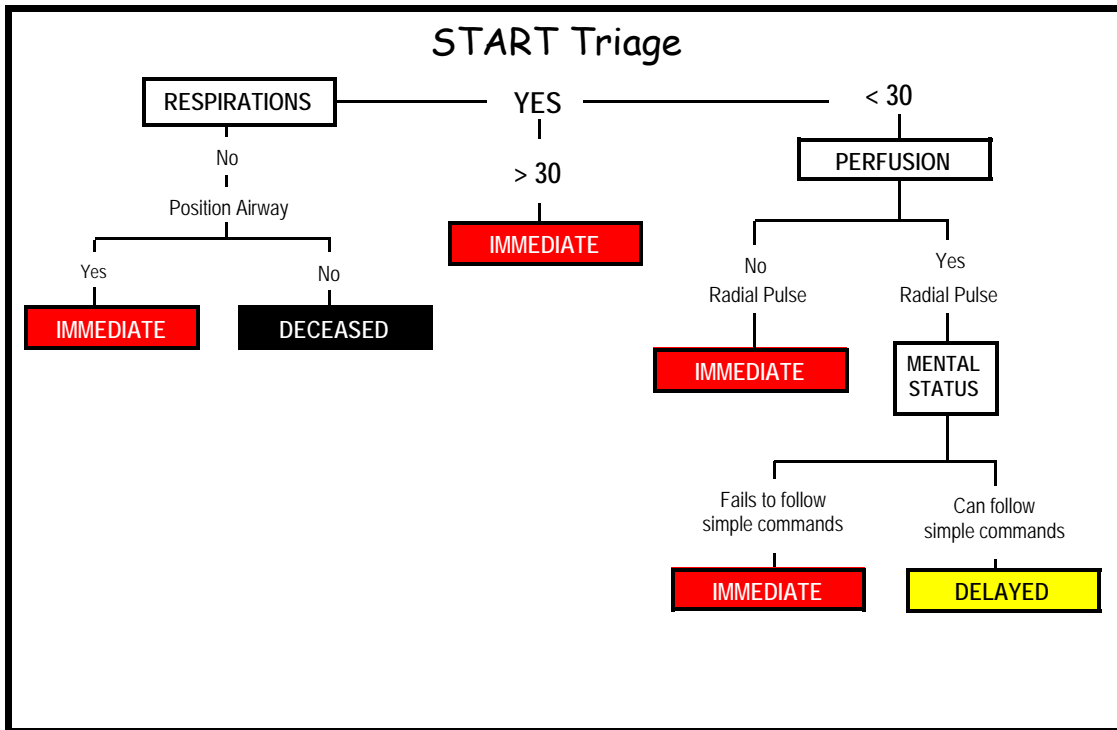 START Triage
RESPIRATIONS
YES
< 30
No
> 30
PERFUSION
Position Airway
IMMEDIATE
Yes
No
No
Radial Pulse
Yes
Radial Pulse
IMMEDIATE
DECEASED
IMMEDIATE
MENTAL
STATUS
Fails to follow
simple commands
Can follow
simple commands
IMMEDIATE
DELAYED